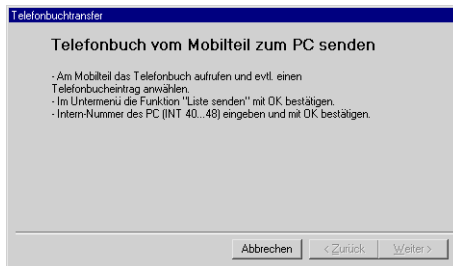 Telefonbuchtransfer
Telefonbuch vom Mobilteil zum PC senden
- Am Mobilteil das Telefonbuch aufrufen und evtl. einen
Telefonbucheintrag anwählen.
- Im Untermenü die Funktion "Liste senden" mit OK bestätigen.
- Intern-Nummer des PC (INT 40...48) eingeben und mit OK bestätigen.
Abbrechen < Zurück Weiter >